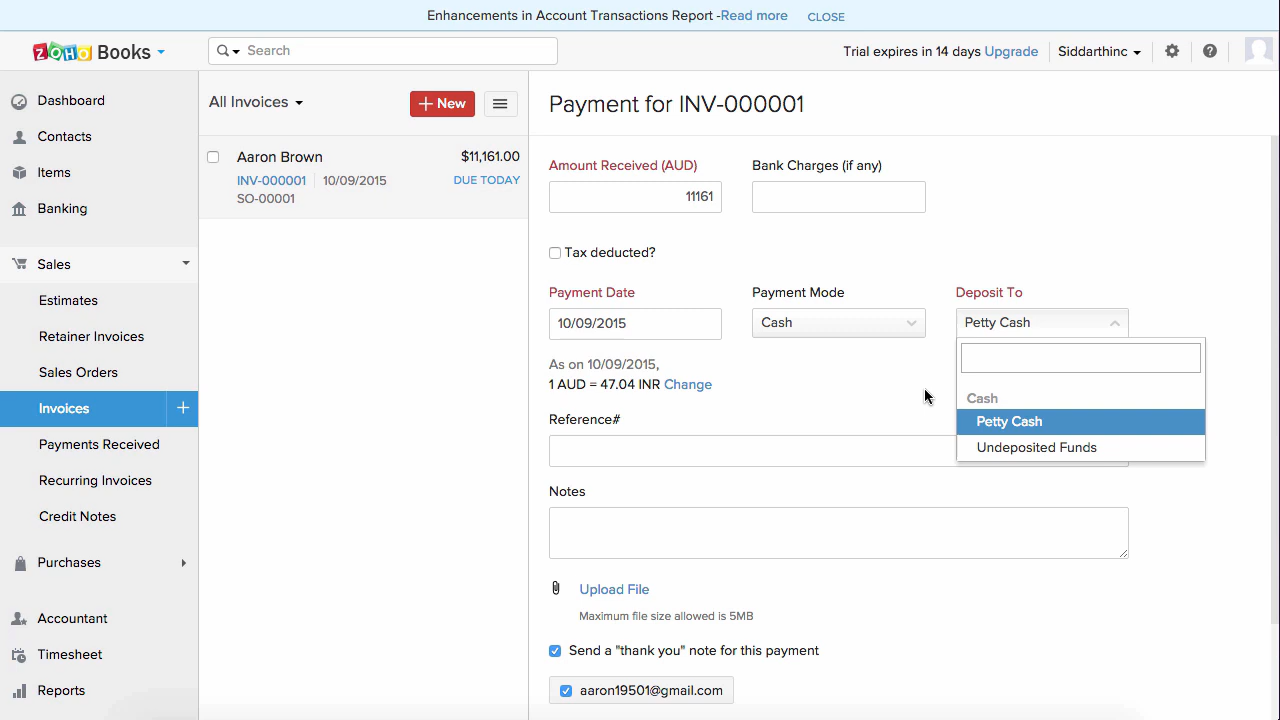 Enhancements in Account Transactions Report -Read more CLOSE
ZOHO Books
Search
Trial expires in 14 days Upgrade
Siddarthinc
Dashboard
Contacts
Items
Banking
Sales
Estimates
Retainer Invoices
Sales Orders
Invoices +
Payments Received
Recurring Invoices
Credit Notes
Purchases
Accountant
Timesheet
Reports
All Invoices
+ New
Aaron Brown $11,161.00
INV-000001 10/09/2015 DUE TODAY
SO-00001
Payment for INV-000001
Amount Received (AUD) Bank Charges (if any)
11161
Tax deducted?
Payment Date Payment Mode Deposit To
10/09/2015 Cash Petty Cash
As on 10/09/2015,
1 AUD = 47.04 INR Change
Cash
Petty Cash
Undeposited Funds
Reference#
Notes
Upload File
Maximum file size allowed is 5MB
Send a "thank you" note for this payment
aaron19501@gmail.com